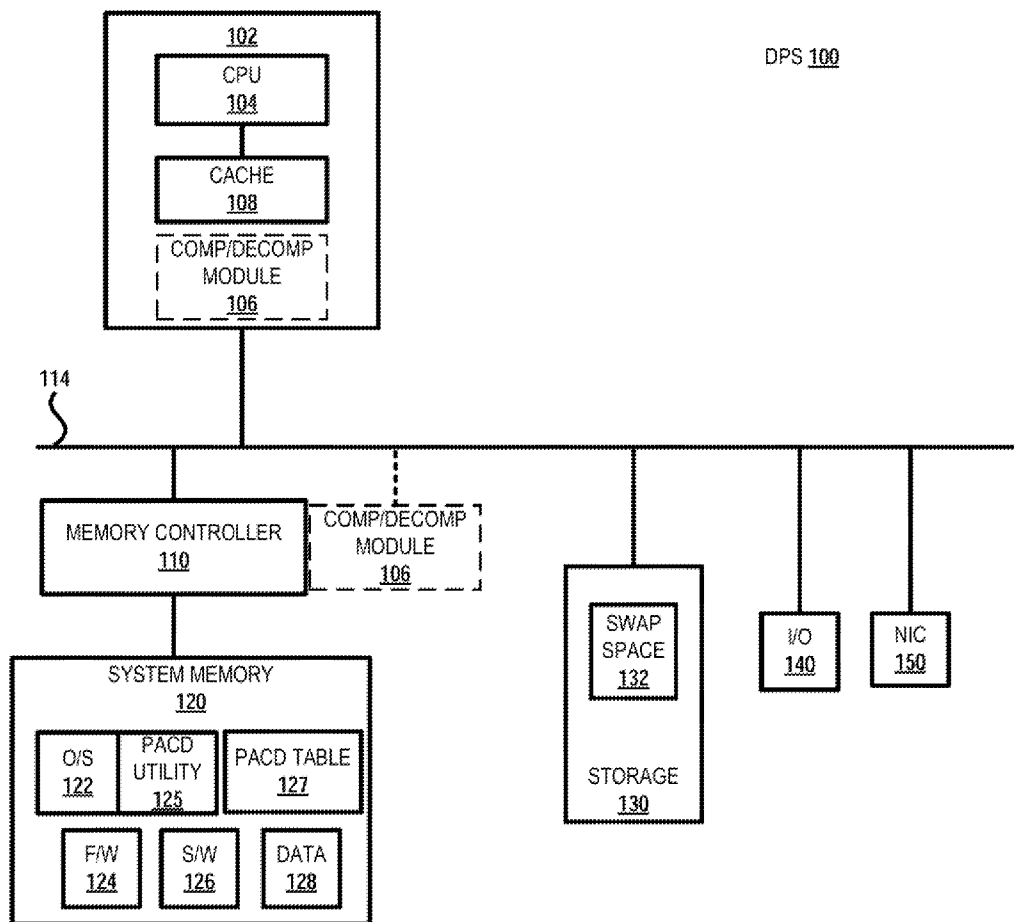 102
DPS 100
CPU
104
CACHE
108
COMP/DECOMP
MODULE
106
114
MEMORY CONTROLLER
110
COMP/DECOMP
MODULE
106
SWAP
SPACE
132
STORAGE
130
I/O
140
NIC
150
SYSTEM MEMORY
120
O/S
122
PACD
UTILITY
125
PACD TABLE
127
F/W
124
S/W
126
DATA
128